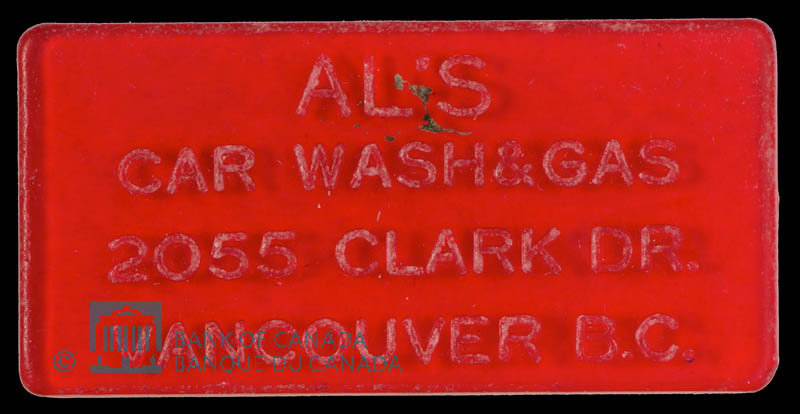 AL'S
CAR WASH&GAS
2055 CLARK DR.
VANCOUVER B.C.
© BANK OF CANADA
BANQUE DU CANADA